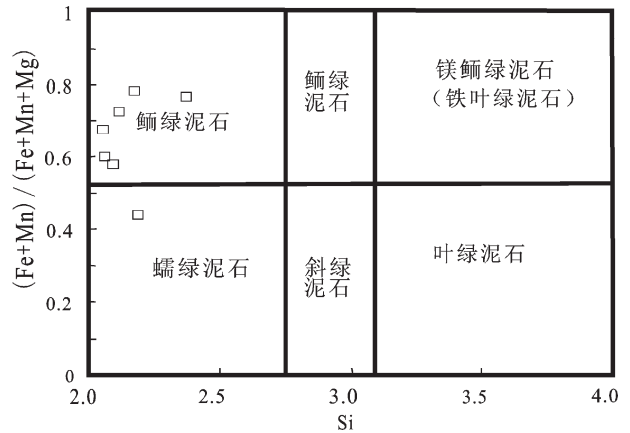 1
0.8
0.6
0.4
0.2
0
(Fe+Mn)/(Fe+Mn+Mg)
鲕绿泥石
鲕绿
泥石
镁鲕绿泥石
（铁叶绿泥石）
蠕绿泥石
斜绿
泥石
叶绿泥石
2.0
2.5
3.0
3.5
4.0
Si